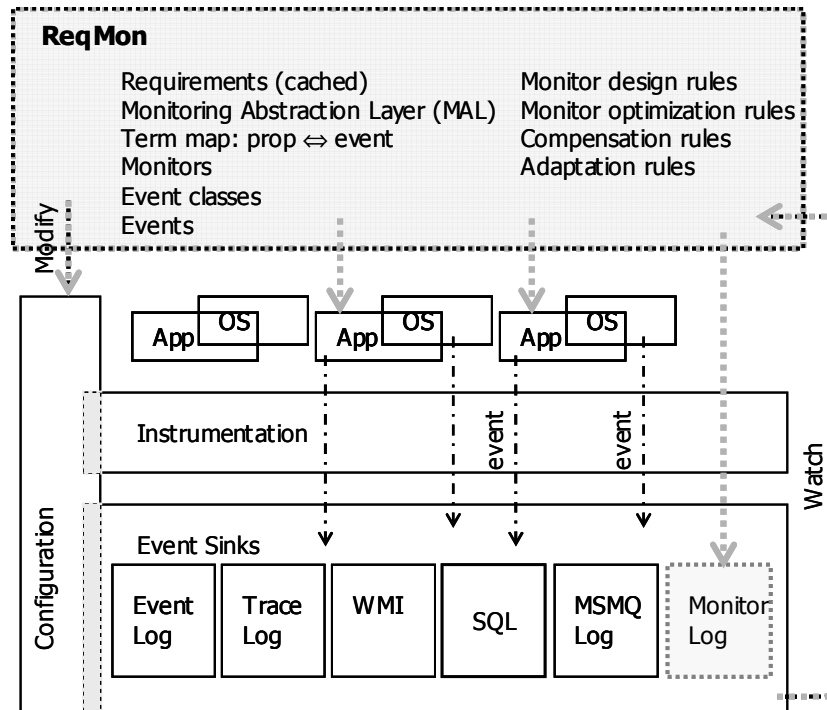 ReqMon
Requirements (cached)
Monitoring Abstraction Layer (MAL)
Term map: prop ⇔ event
Monitors
Event classes
Events
Monitor design rules
Monitor optimization rules
Compensation rules
Adaptation rules
Modify
App
OS
App
OS
App
OS
Instrumentation
event
event
Watch
Configuration
Event Sinks
Event
Log
Trace
Log
WMI
SQL
MSMQ
Log
Monitor
Log